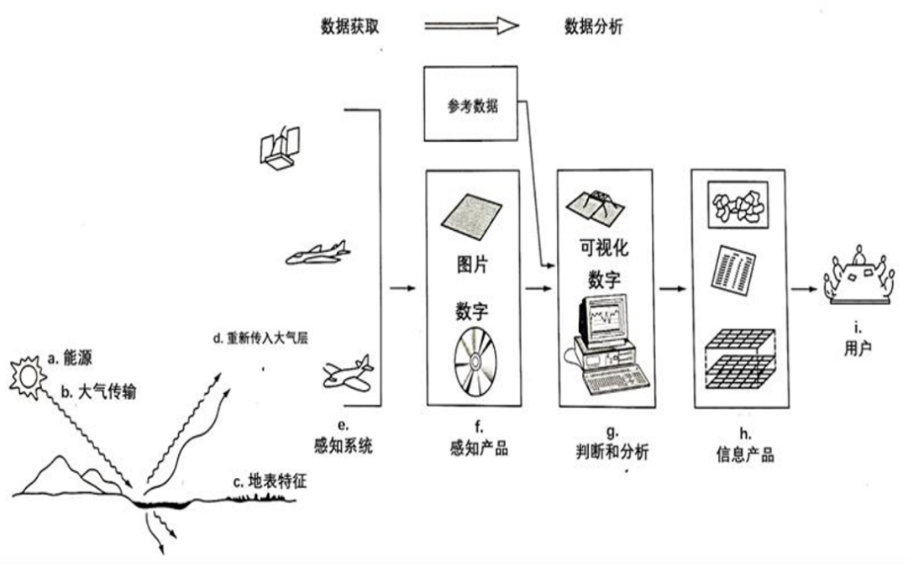 数据获取
数据分析
参考数据
图片
数字
可视化
数字
a. 能源
b. 大气传输
c. 地表特征
d. 重新传入大气层
e.
感知系统
f.
感知产品
g.
判断和分析
h.
信息产品
i.
用户